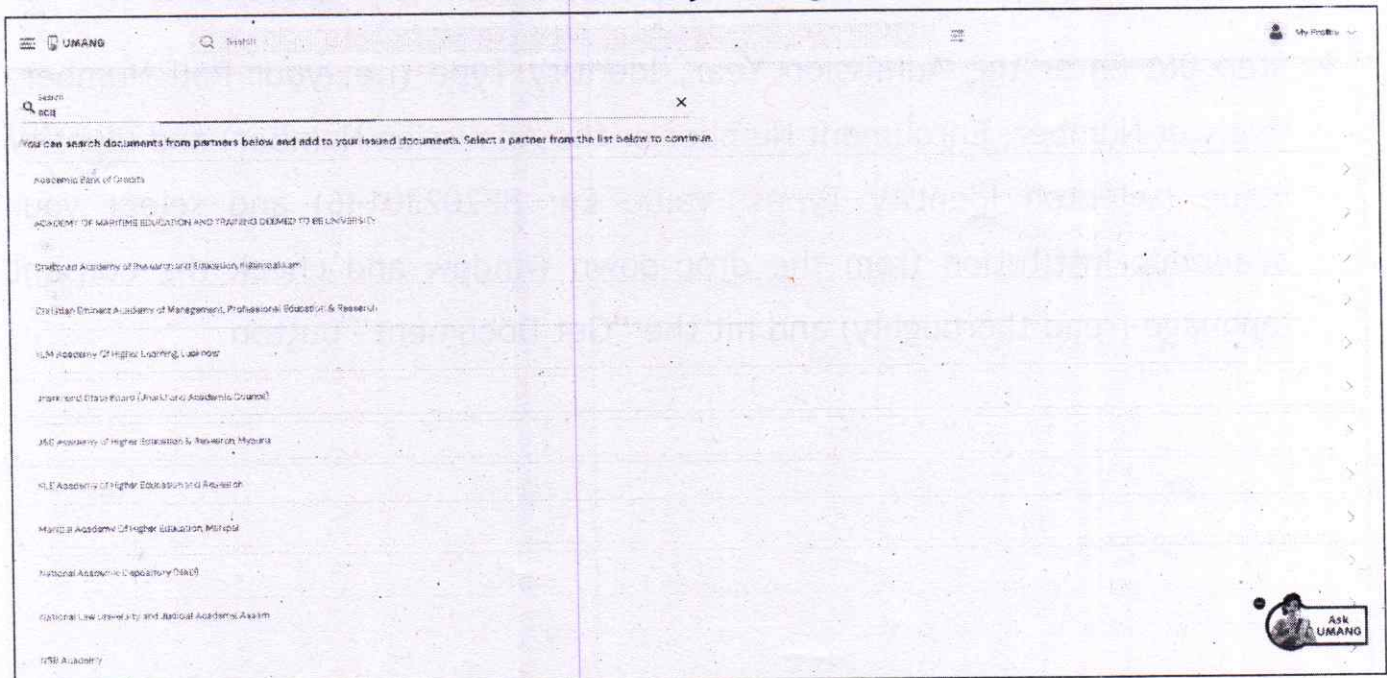 UMANG
Search
My Profile
Search
aca
You can search documents from partners below and add to your issued documents. Select a partner from the list below to continue.
Academic Bank of Credits
ACADEMY OF MARITIME EDUCATION AND TRAINING DEEMED TO BE UNIVERSITY
Chettinad Academy of Research and Education, Kelambakkam
Christian Eminent Academy of Management, Professional Education & Research
Academy Of Higher Learning, Lucknow
Jharkhand State Board (Jharkhand Academic Council)
JSS Academy of Higher Education & Research, Mysuru
KLE Academy of Higher Education and Research
Manipal Academy Of Higher Education, Manipal
National Academic Depository (NAD)
National Law University and Judicial Academy, Assam
Academy
Ask
UMANG